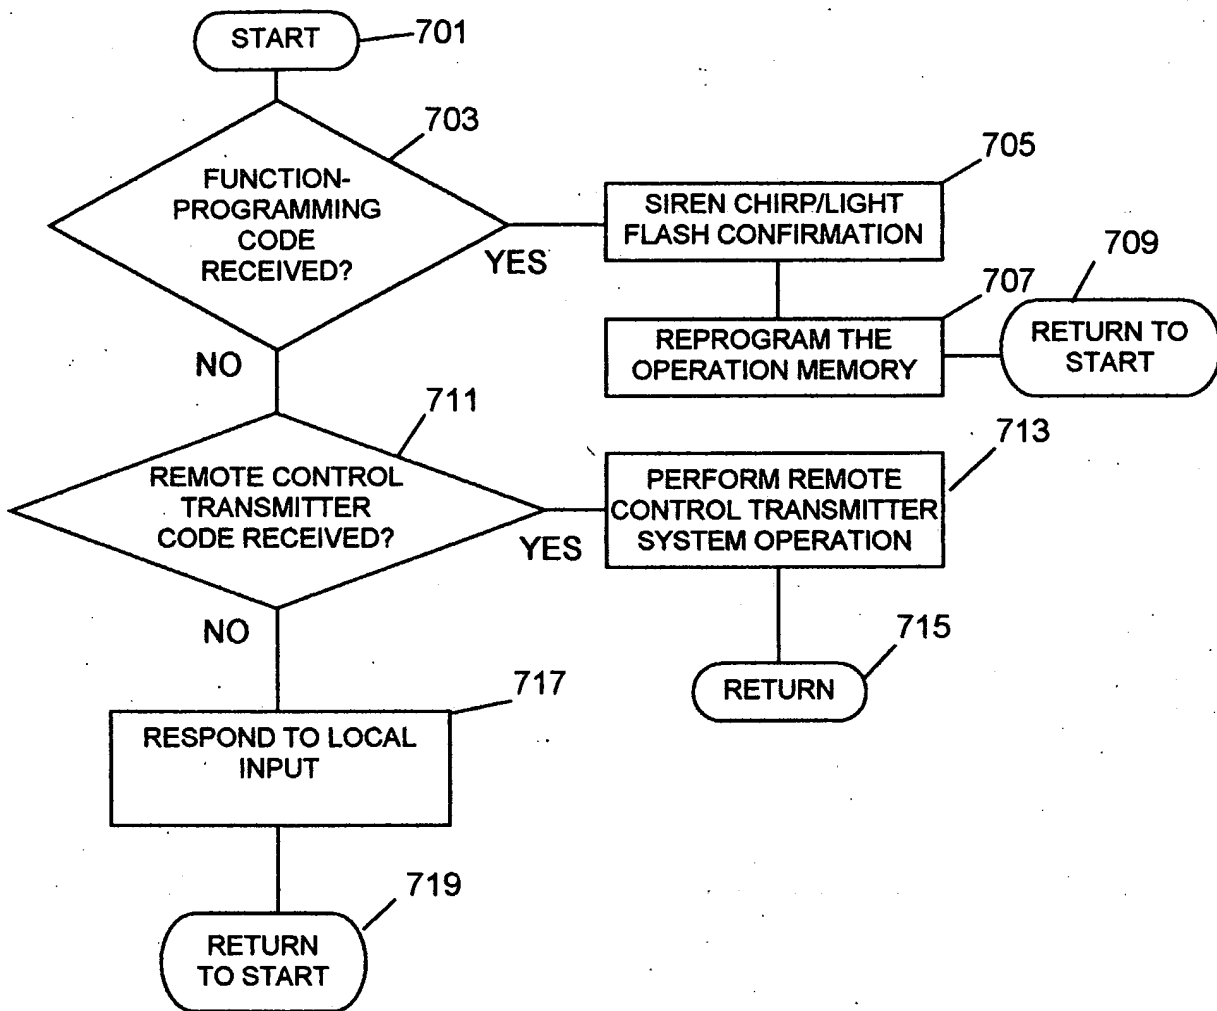 START
701
703
FUNCTION-
PROGRAMMING
CODE
RECEIVED?
YES
NO
705
SIREN CHIRP/LIGHT
FLASH CONFIRMATION
707
REPROGRAM THE
OPERATION MEMORY
709
RETURN TO
START
711
REMOTE CONTROL
TRANSMITTER
CODE RECEIVED?
YES
NO
713
PERFORM REMOTE
CONTROL TRANSMITTER
SYSTEM OPERATION
715
RETURN
717
RESPOND TO LOCAL
INPUT
719
RETURN
TO START